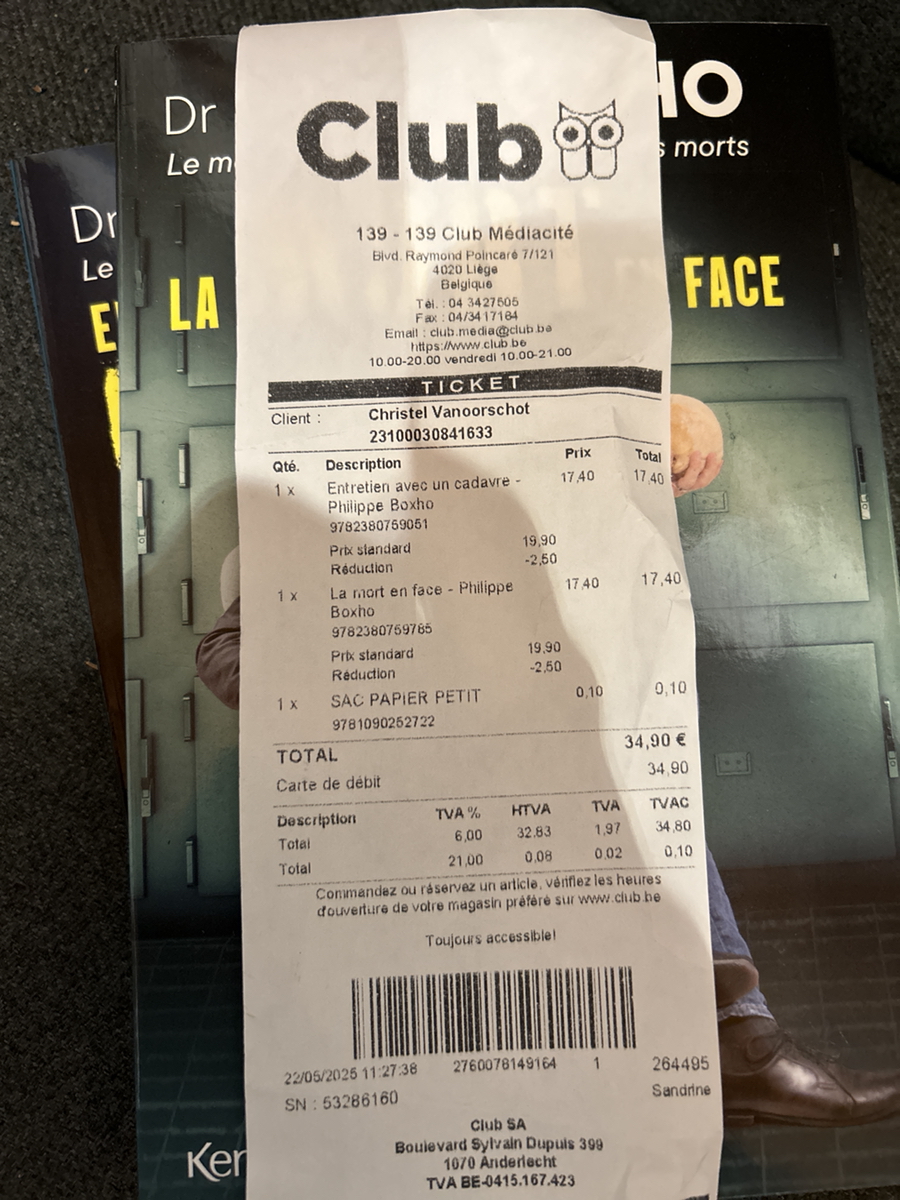 Dr
HO
Le m
s morts
Dr
Le
E
LA
FACE
Club
139 - 139 Club Médiacité
Blvd. Raymond Poincaré 7/121
4020 Liège
Belgique
Tél. : 04 3427505
Fax : 04/3417184
Email : club.media@club.be
https://www.club.be
10.00-20.00 vendredi 10.00-21.00
TICKET
Client : Christel Vanoorschot
23100030841633
Qté. Description Prix Total
1 x Entretien avec un cadavre - 17,40 17,40
Philippe Boxho
9782380759051
Prix standard 19,90
Réduction -2,50
1 x La mort en face - Philippe 17,40 17,40
Boxho
9782380759785
Prix standard 19,90
Réduction -2,50
1 x SAC PAPIER PETIT 0,10 0,10
9781090252722
TOTAL 34,90 €
Carte de débit 34,90
Description TVA % HTVA TVA TVAC
Total 6,00 32,83 1,97 34,80
Total 21,00 0,08 0,02 0,10
Commandez ou réservez un article, vérifiez les heures
d'ouverture de votre magasin préféré sur www.club.be
Toujours accessible!
22/05/2025 11:27:38 2760078149164 1 264495
SN : 53286160 Sandrine
Club SA
Boulevard Sylvain Dupuis 399
1070 Anderlecht
TVA BE-0415.167.423
Ken